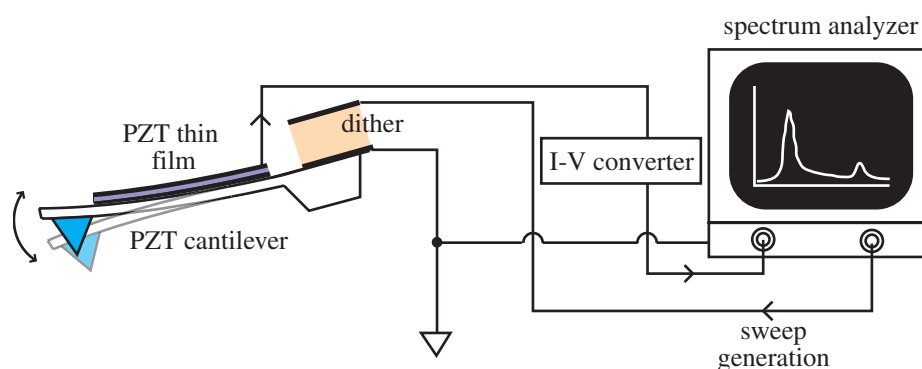 spectrum analyzer
PZT thin
film
dither
I-V converter
PZT cantilever
sweep
generation